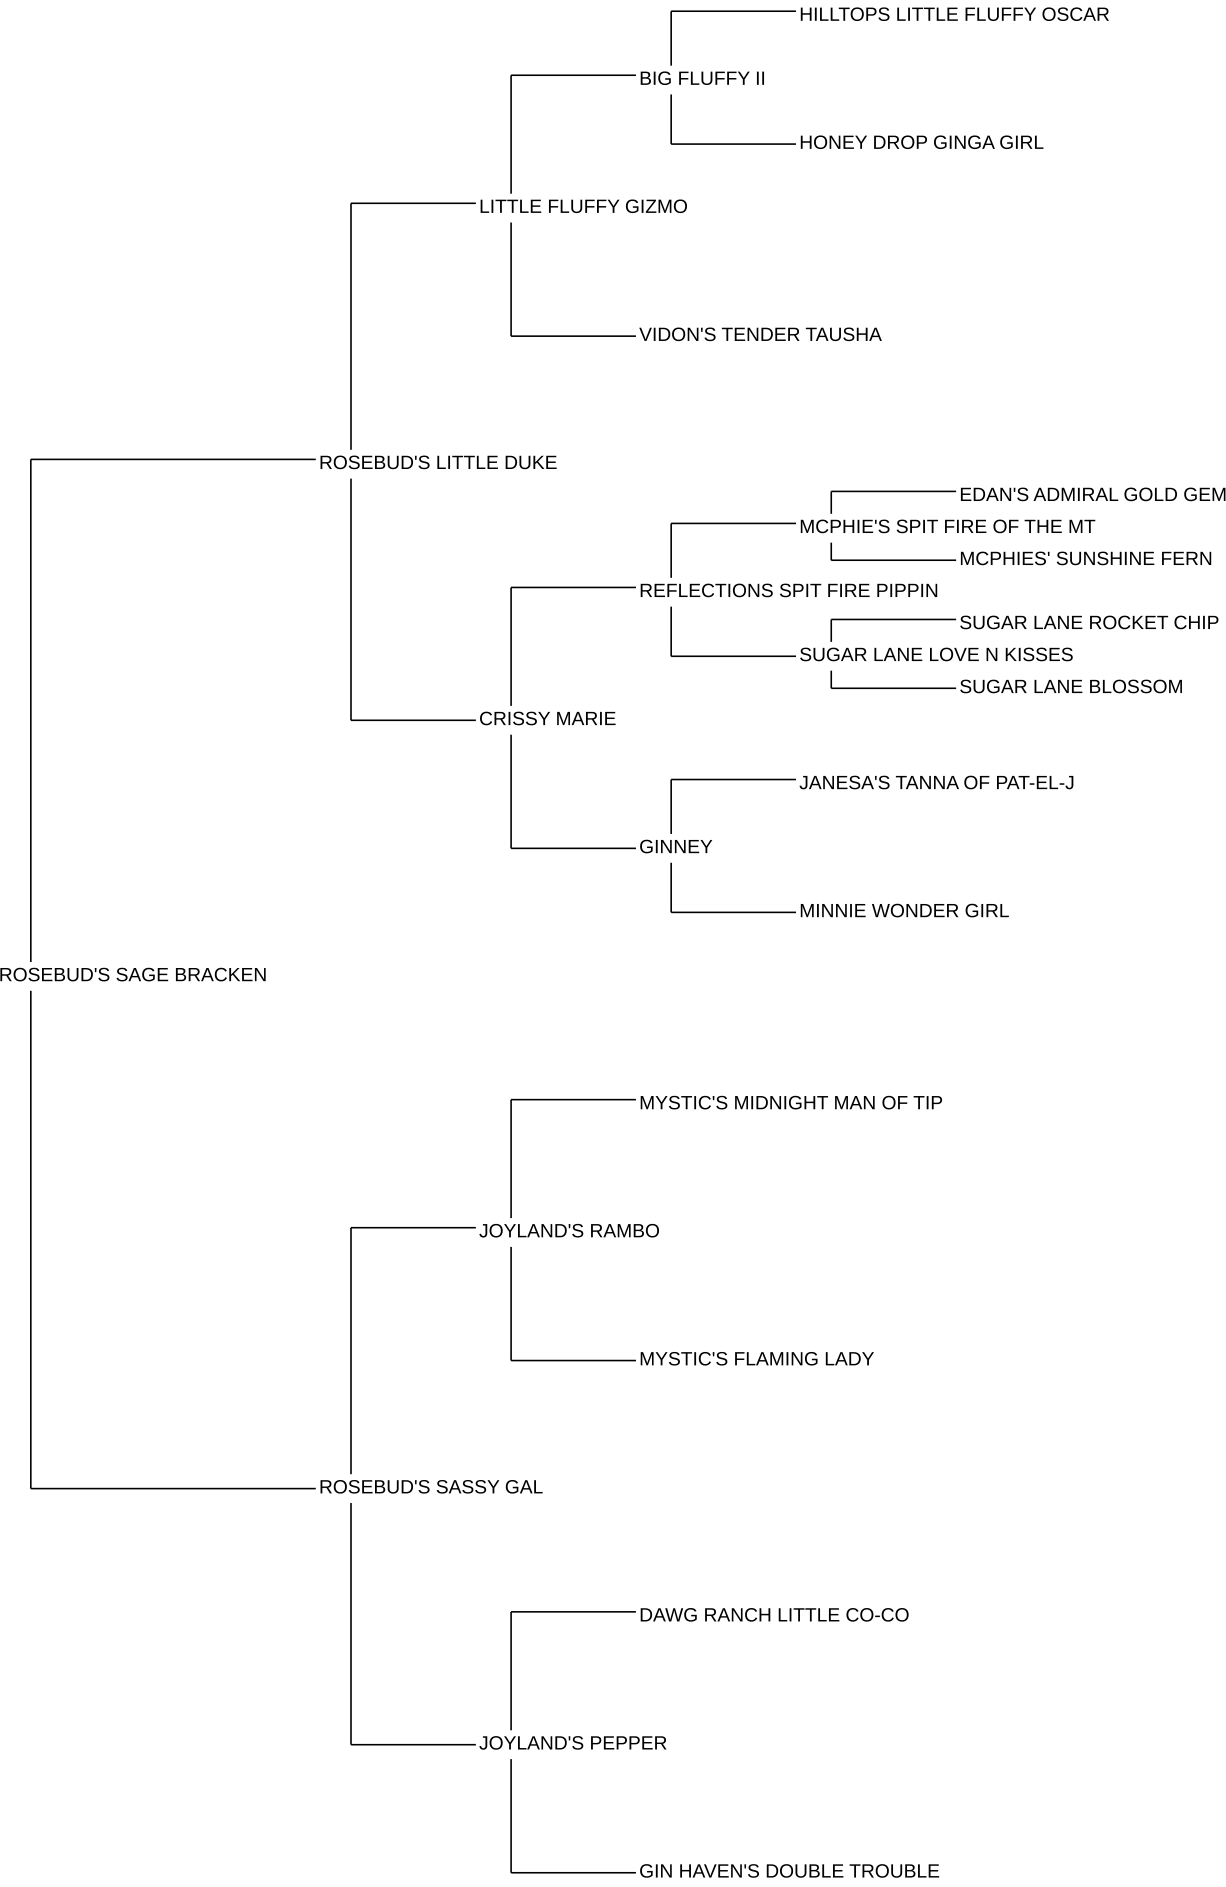 HILLTOPS LITTLE FLUFFY OSCAR
BIG FLUFFY II
HONEY DROP GINGA GIRL
LITTLE FLUFFY GIZMO
VIDON'S TENDER TAUSHA
ROSEBUD'S LITTLE DUKE
EDAN'S ADMIRAL GOLD GEM
MCPHIE'S SPIT FIRE OF THE MT
MCPHIES' SUNSHINE FERN
REFLECTIONS SPIT FIRE PIPPIN
SUGAR LANE ROCKET CHIP
SUGAR LANE LOVE N KISSES
SUGAR LANE BLOSSOM
CRISSY MARIE
JANESA'S TANNA OF PAT-EL-J
GINNEY
MINNIE WONDER GIRL
ROSEBUD'S SAGE BRACKEN
MYSTIC'S MIDNIGHT MAN OF TIP
JOYLAND'S RAMBO
MYSTIC'S FLAMING LADY
ROSEBUD'S SASSY GAL
DAWG RANCH LITTLE CO-CO
JOYLAND'S PEPPER
GIN HAVEN'S DOUBLE TROUBLE